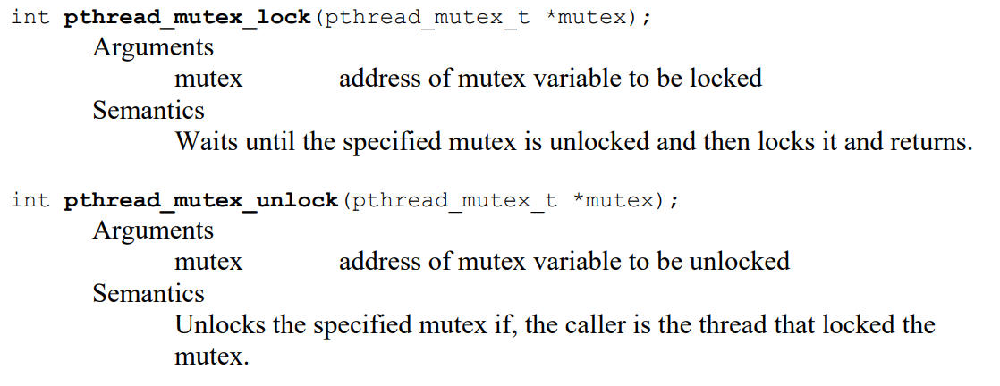 int pthread_mutex_lock(pthread_mutex_t *mutex);
Arguments
mutex address of mutex variable to be locked
Semantics
Waits until the specified mutex is unlocked and then locks it and returns.
int pthread_mutex_unlock(pthread_mutex_t *mutex);
Arguments
mutex address of mutex variable to be unlocked
Semantics
Unlocks the specified mutex if, the caller is the thread that locked the
mutex.